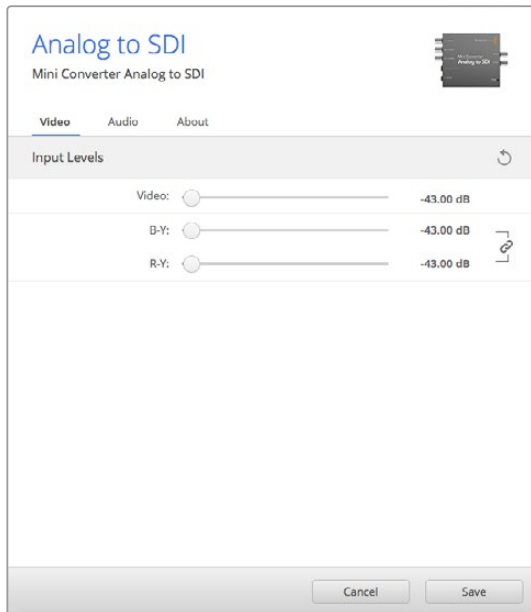 Analog to SDI
Mini Converter Analog to SDI
Video Audio About
Input Levels
Video: -43.00 dB
B-Y: -43.00 dB
R-Y: -43.00 dB
Cancel Save